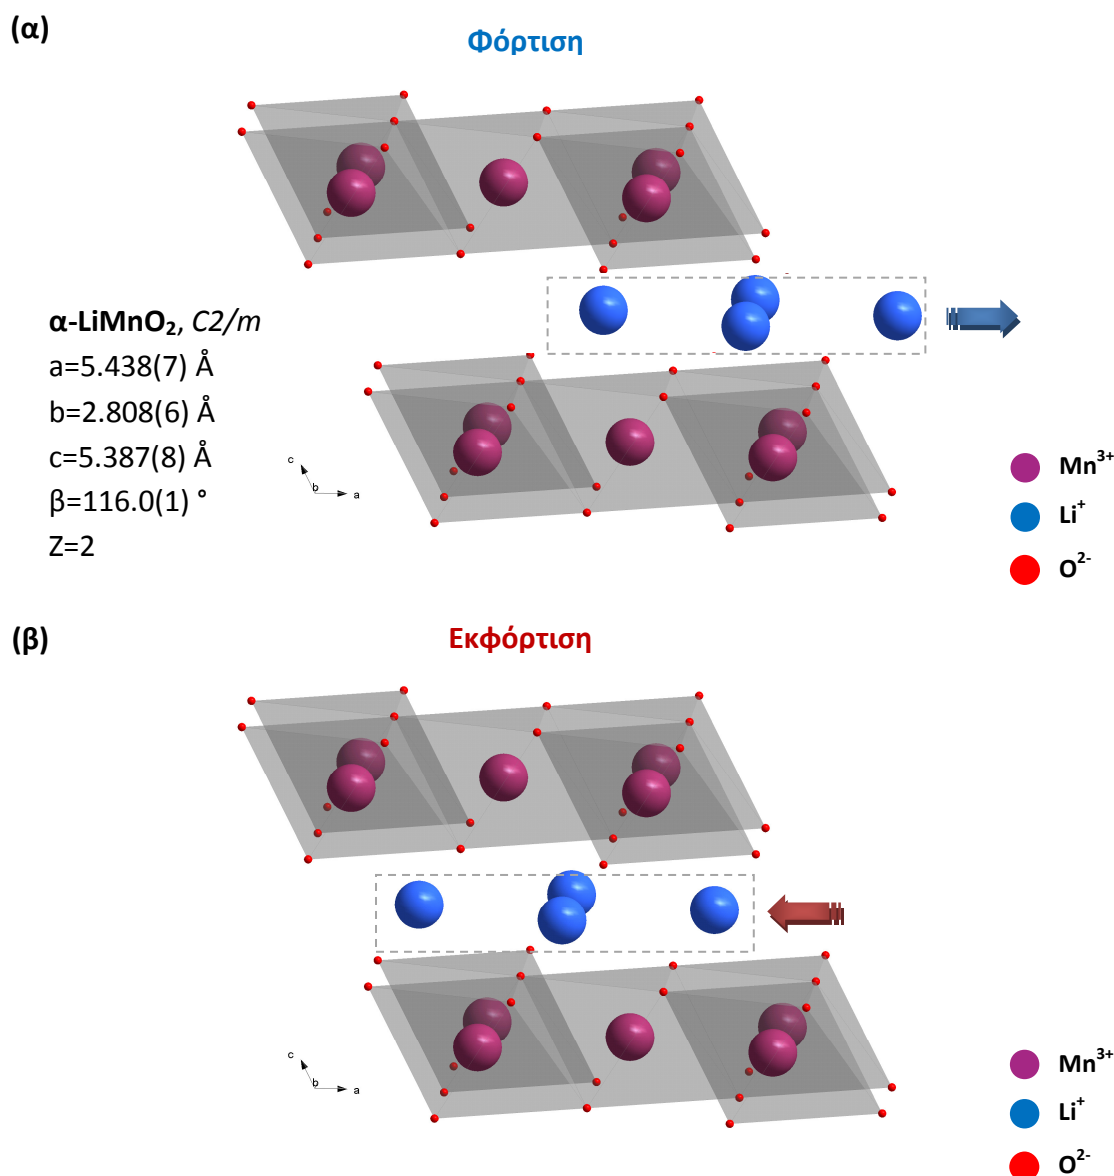 (α)
Φόρτιση
α-LiMnO₂, C2/m
a=5.438(7) Å
b=2.808(6) Å
c=5.387(8) Å
β=116.0(1) °
Z=2
c
b
a
Mn³⁺
Li⁺
O²⁻
(β)
Εκφόρτιση
c
b
a
Mn³⁺
Li⁺
O²⁻